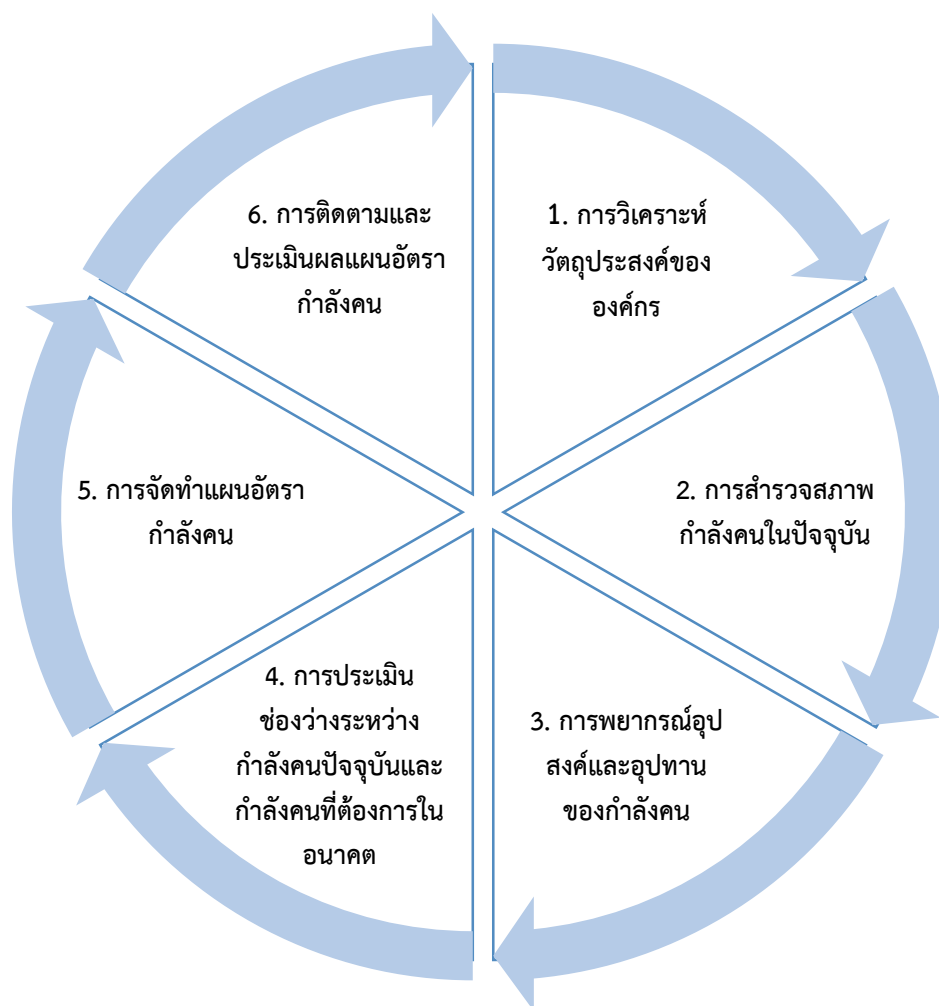 1. การวิเคราะห์
วัตถุประสงค์ของ
องค์กร
2. การสำรวจสภาพ
กำลังคนในปัจจุบัน
3. การพยากรณ์อุป
สงค์และอุปทาน
ของกำลังคน
4. การประเมิน
ช่องว่างระหว่าง
กำลังคนปัจจุบันและ
กำลังคนที่ต้องการใน
อนาคต
5. การจัดทำแผนอัตรา
กำลังคน
6. การติดตามและ
ประเมินผลแผนอัตรา
กำลังคน